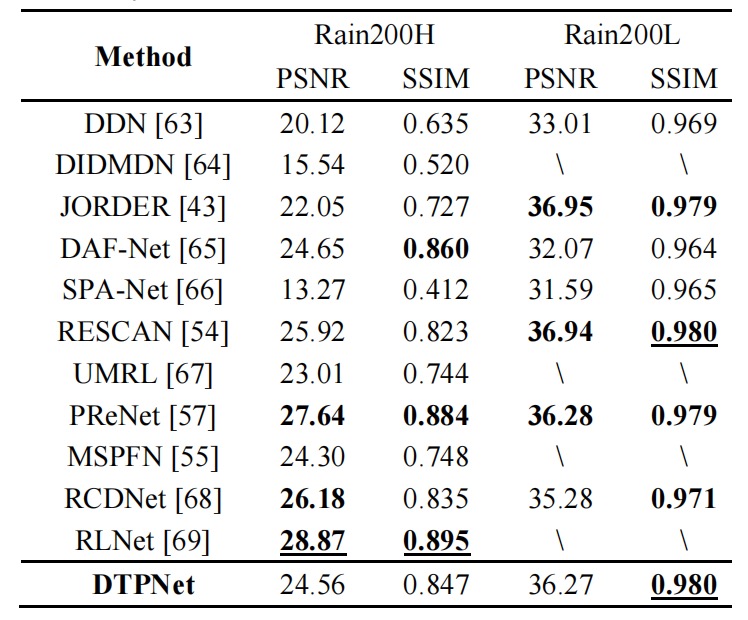 Method Rain200H Rain200L
PSNR SSIM PSNR SSIM
DDN [63] 20.12 0.635 33.01 0.969
DIDMDN [64] 15.54 0.520 \ \
JORDER [43] 22.05 0.727 36.95 0.979
DAF-Net [65] 24.65 0.860 32.07 0.964
SPA-Net [66] 13.27 0.412 31.59 0.965
RESCAN [54] 25.92 0.823 36.94 0.980
UMRL [67] 23.01 0.744 \ \
PReNet [57] 27.64 0.884 36.28 0.979
MSPFN [55] 24.30 0.748 \ \
RCDNet [68] 26.18 0.835 35.28 0.971
RLNet [69] 28.87 0.895 \ \
DTPNet 24.56 0.847 36.27 0.980